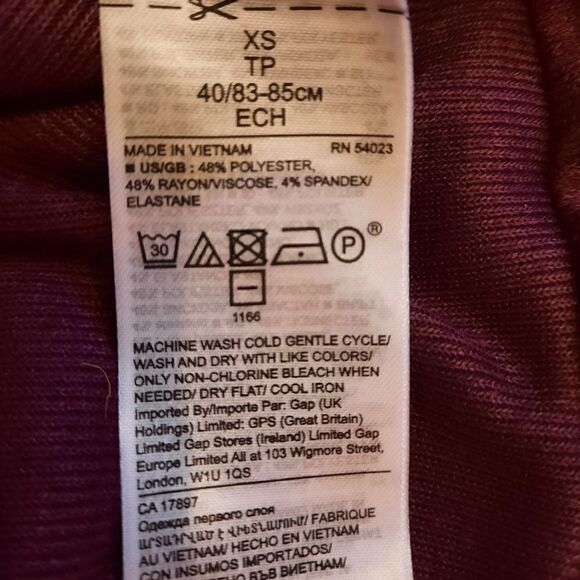 XS
TP
40/83-85CM
ECH
MADE IN VIETNAM RN 54023
■ US/GB : 48% POLYESTER,
48% RAYON/VISCOSE, 4% SPANDEX/
ELASTANE
30 P ®
1166
MACHINE WASH COLD GENTLE CYCLE/
WASH AND DRY WITH LIKE COLORS/
ONLY NON-CHLORINE BLEACH WHEN
NEEDED/ DRY FLAT/ COOL IRON
Imported By/Importe Par: Gap (UK
Holdings) Limited: GPS (Great Britain)
Limited Gap Stores (Ireland) Limited Gap
Europe Limited All at 103 Wigmore Street,
London, W1U 1QS
CA 17897
Одежда первого слоя
ԱՐՏԱԴՐՎԱԾ Է ՎԻԵՏՆԱՄՈՒՄ/ FABRIQUE
AU VIETNAM/ HECHO EN VIETNAM
CON INSUMOS IMPORTADOS/
ВЪВ ВИЕТНАМ/